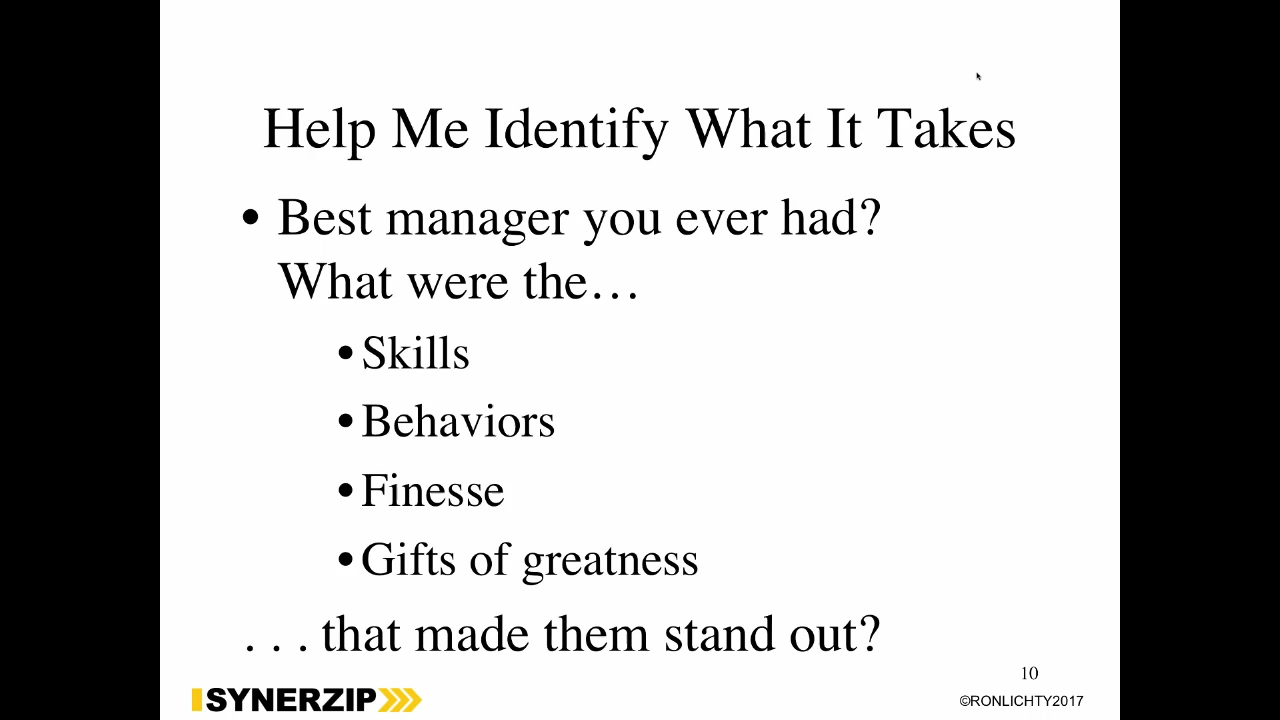 Help Me Identify What It Takes
• Best manager you ever had?
What were the…
• Skills
• Behaviors
• Finesse
• Gifts of greatness
. . . that made them stand out?
10
SYNERZIP
©RONLICHTY2017